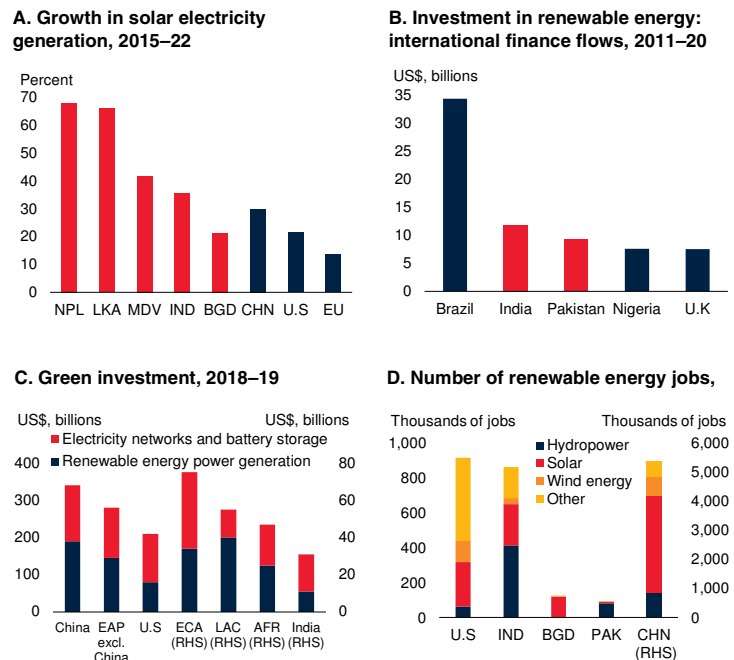 A. Growth in solar electricity
generation, 2015–22
Percent
70
60
50
40
30
20
10
0
NPL LKA MDV IND BGD CHN U.S EU
B. Investment in renewable energy:
international finance flows, 2011–20
US$, billions
35
30
25
20
15
10
5
0
Brazil India Pakistan Nigeria U.K
C. Green investment, 2018–19
US$, billions US$, billions
Electricity networks and battery storage
Renewable energy power generation
400 80
300 60
200 40
100 20
0 0
China EAP U.S ECA LAC AFR India
excl. (RHS) (RHS) (RHS) (RHS)
China
D. Number of renewable energy jobs,
Thousands of jobs Thousands of jobs
Hydropower
Solar
Wind energy
Other
1,000
800
600
400
200
0
6,000
5,000
4,000
3,000
2,000
1,000
0
U.S IND BGD PAK CHN
(RHS)